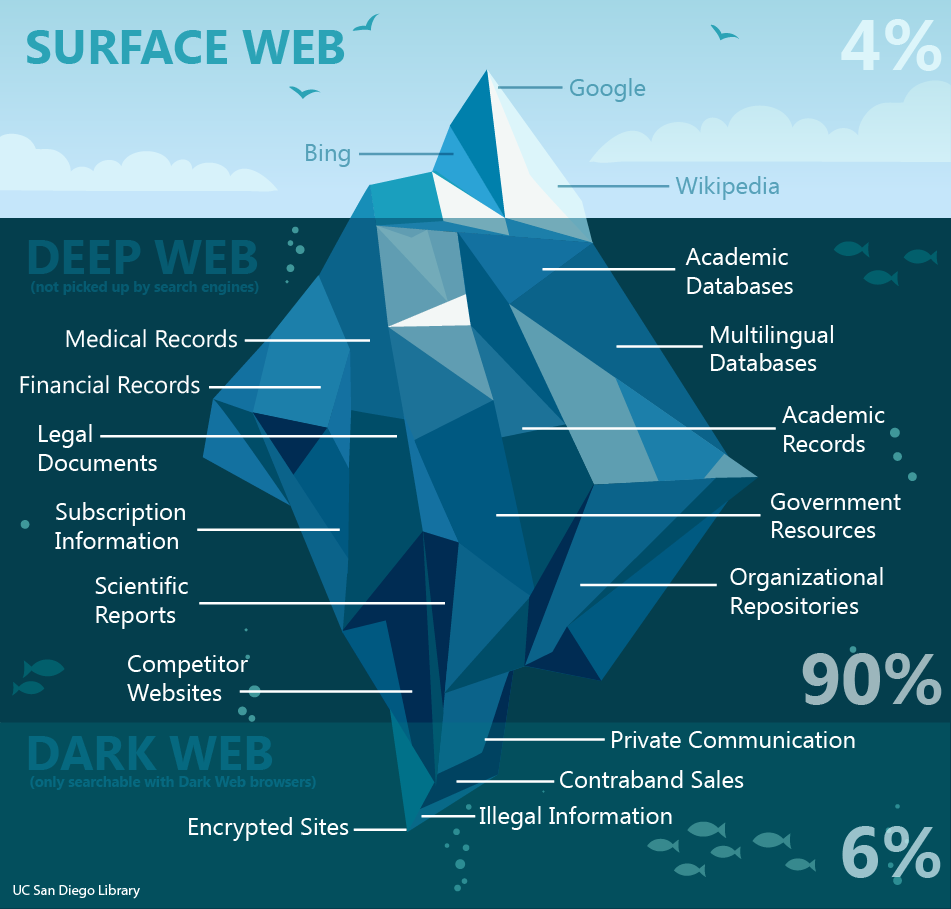 SURFACE WEB
4%
Google
Bing
Wikipedia
DEEP WEB
(not picked up by search engines)
Academic
Databases
Medical Records
Multilingual
Databases
Financial Records
Academic
Records
Legal
Documents
Government
Resources
Subscription
Information
Organizational
Repositories
Scientific
Reports
Competitor
Websites
90%
DARK WEB
(only searchable with Dark Web browsers)
Private Communication
Contraband Sales
Illegal Information
Encrypted Sites
6%
UC San Diego Library